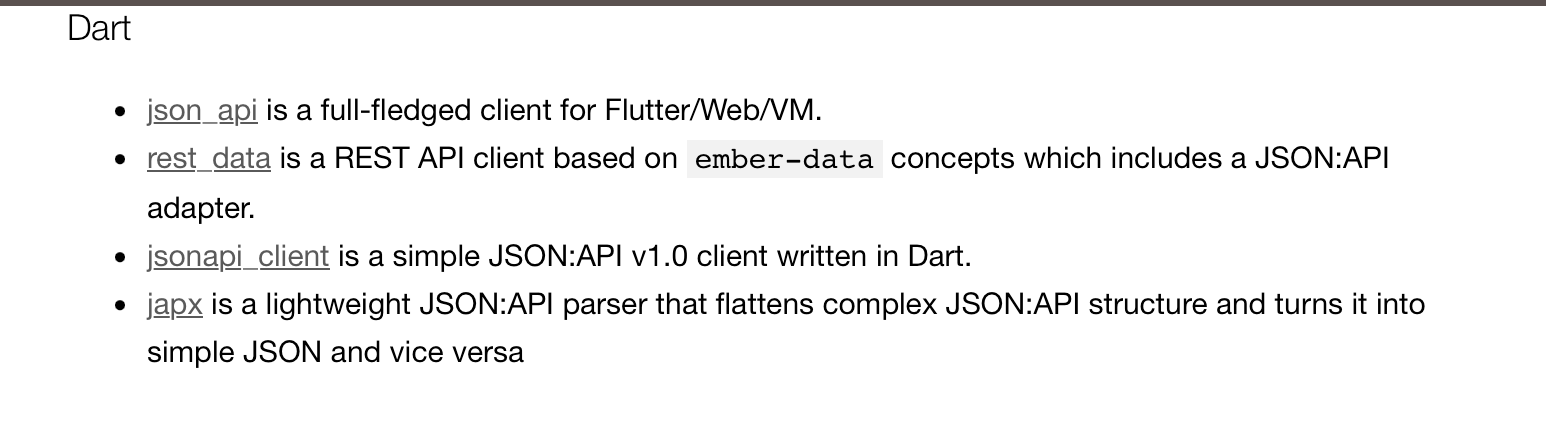 Dart
json_api is a full-fledged client for Flutter/Web/VM.
rest_data is a REST API client based on ember-data concepts which includes a JSON:API
adapter.
jsonapi_client is a simple JSON:API v1.0 client written in Dart.
japx is a lightweight JSON:API parser that flattens complex JSON:API structure and turns it into
simple JSON and vice versa